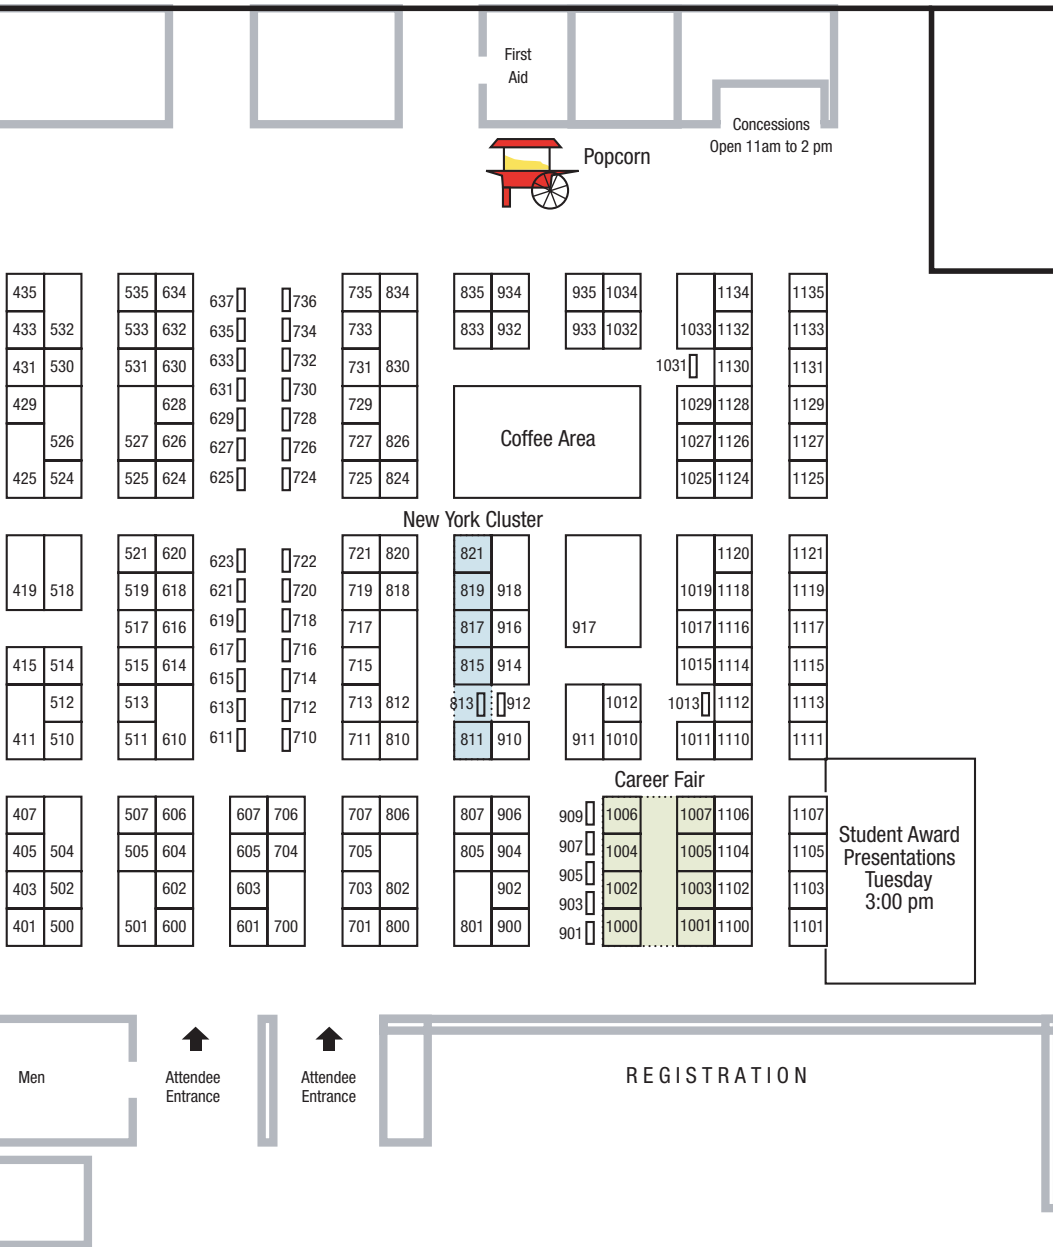 First
Aid
Concessions
Open 11am to 2 pm
Popcorn
435 535 634 637 736 735 834 835 934 935 1034 1134 1135
433 532 533 632 635 734 733 833 932 933 1032 1033 1132 1133
431 530 531 630 633 732 731 830 1031 1130 1131
429 628 631 730 729 1029 1128 1129
629 728
526 527 626 627 726 727 826 Coffee Area 1027 1126 1127
425 524 525 624 625 724 725 824 1025 1124 1125
New York Cluster
521 620 623 722 721 820 821 1120 1121
419 518 519 618 621 720 719 818 819 918 1019 1118 1119
517 616 619 718 717 817 916 917 1017 1116 1117
617 716
415 514 515 614 615 714 715 815 914 1015 1114 1115
512 513 613 712 713 812 813 912 1012 1013 1112 1113
411 510 511 610 611 710 711 810 811 910 911 1010 1011 1110 1111
Career Fair
407 507 606 607 706 707 806 807 906 909 1006 1007 1106 1107
405 504 505 604 605 704 705 805 904 907 1004 1005 1104 1105
905
403 502 602 603 703 802 902 903 1002 1003 1102 1103
401 500 501 600 601 700 701 800 801 900 901 1000 1001 1100 1101
Student Award
Presentations
Tuesday
3:00 pm
Men
Attendee
Entrance
Attendee
Entrance
REGISTRATION